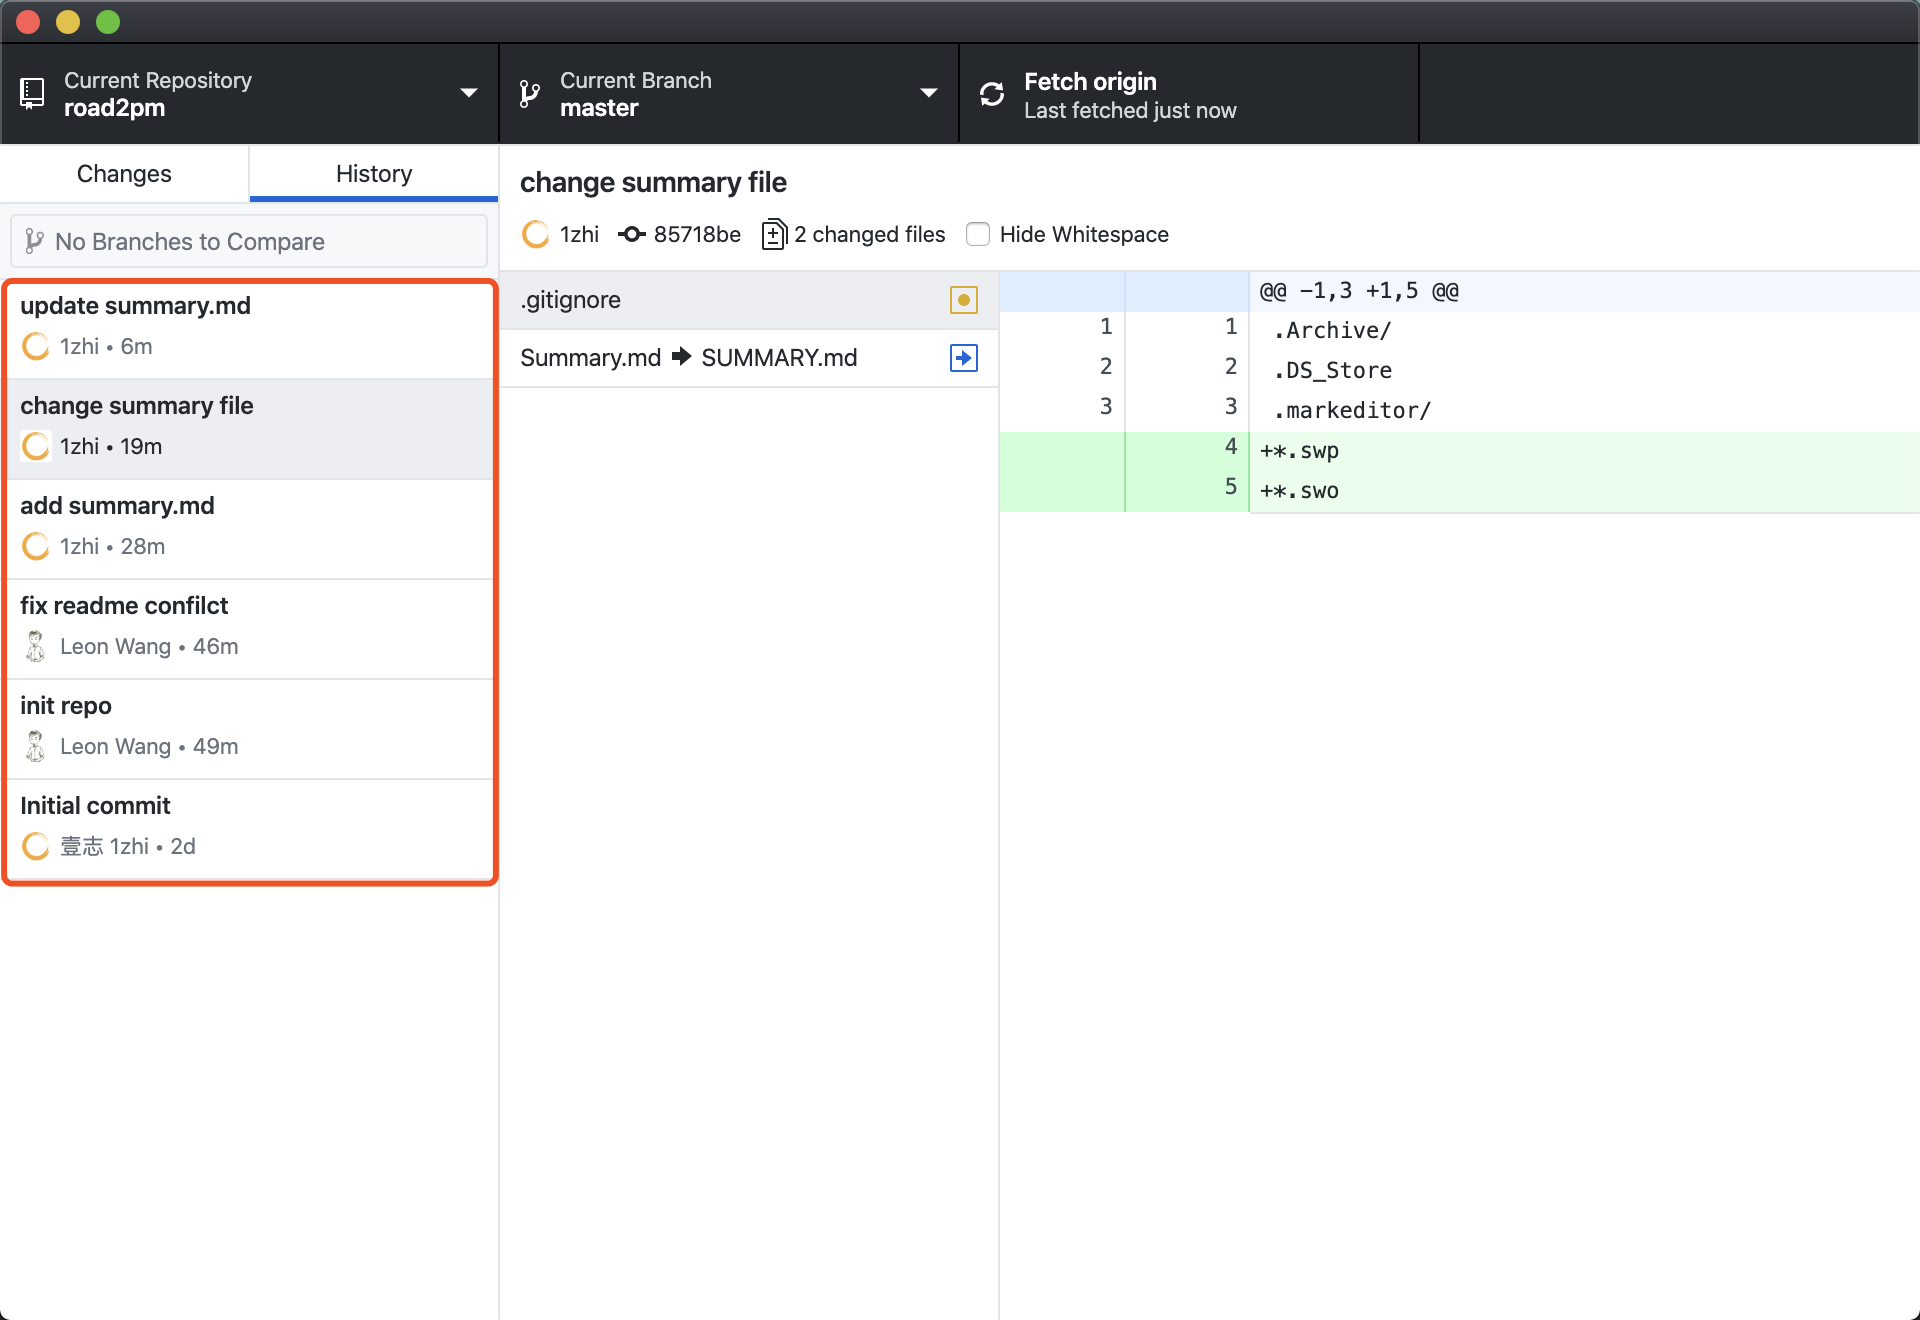 Current Repository
road2pm
Current Branch
master
Fetch origin
Last fetched just now
Changes
History
No Branches to Compare
update summary.md
1zhi • 6m
change summary file
1zhi • 19m
add summary.md
1zhi • 28m
fix readme confilct
Leon Wang • 46m
init repo
Leon Wang • 49m
Initial commit
壹志 1zhi • 2d
change summary file
1zhi 85718be 2 changed files Hide Whitespace
.gitignore
Summary.md → SUMMARY.md
@@ -1,3 +1,5 @@
1 1 .Archive/
2 2 .DS_Store
3 3 .markeditor/
4 +*.swp
5 +*.swo